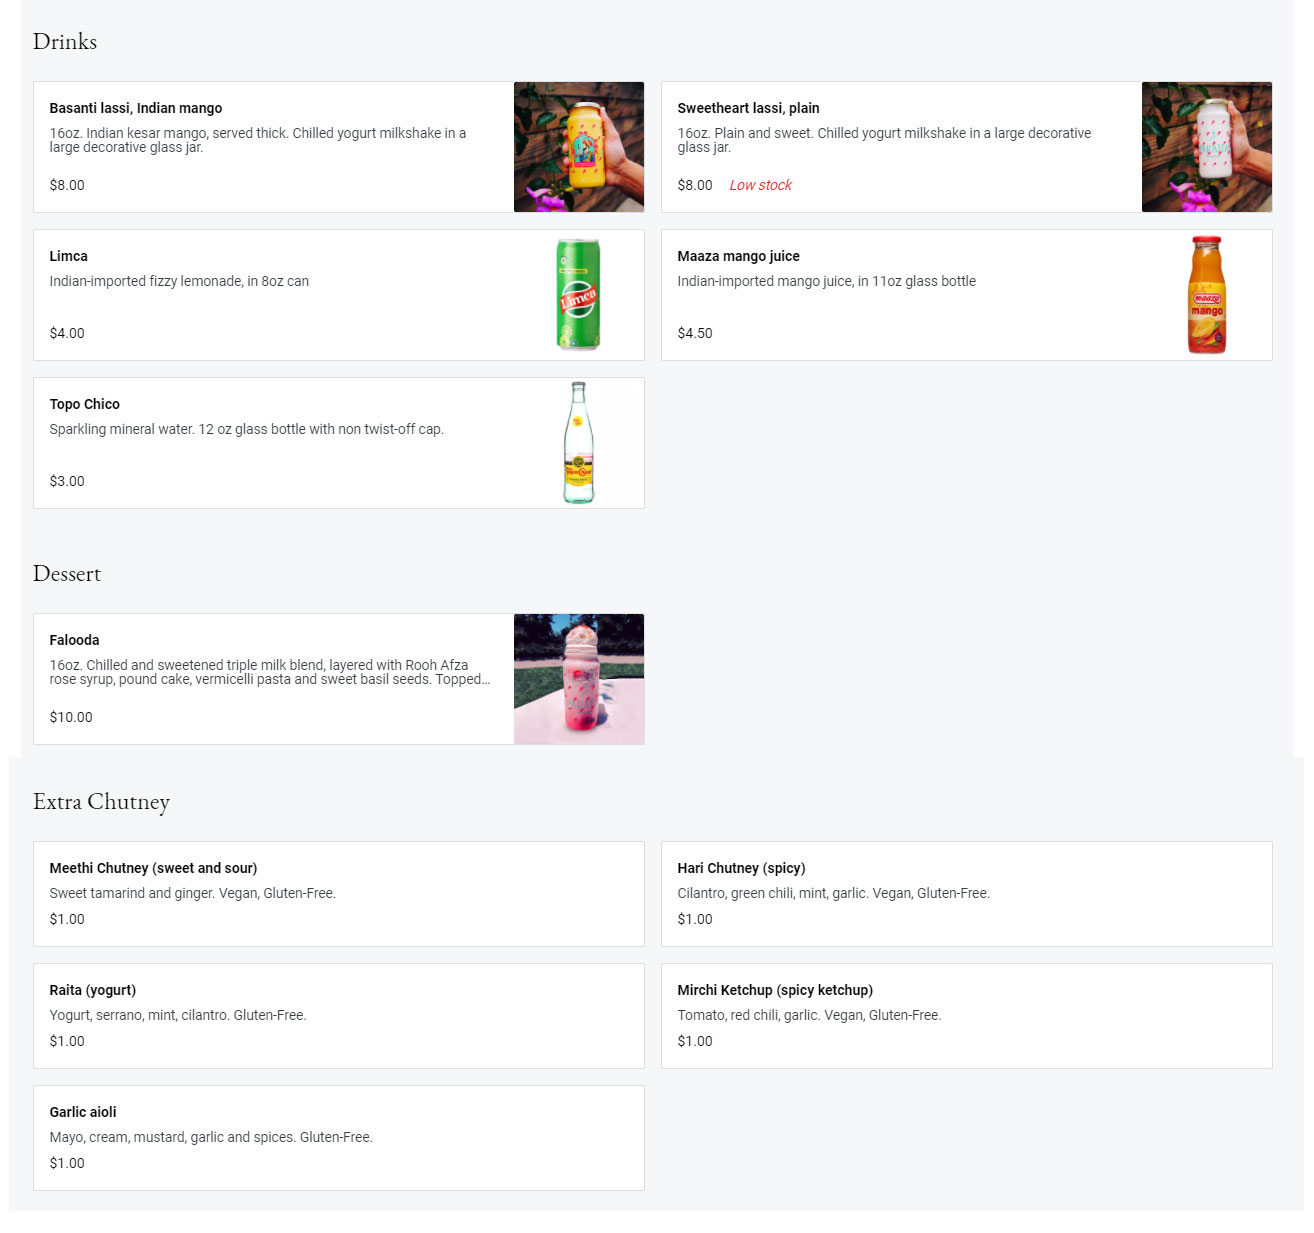 Drinks
Basanti lassi, Indian mango
16oz. Indian kesar mango, served thick. Chilled yogurt milkshake in a
large decorative glass jar.
$8.00
Sweetheart lassi, plain
16oz. Plain and sweet. Chilled yogurt milkshake in a large decorative
glass jar.
$8.00 Low stock
Limca
Indian-imported fizzy lemonade, in 8oz can
$4.00
Limca
Maaza mango juice
Indian-imported mango juice, in 11oz glass bottle
$4.50
maaza
mango
Topo Chico
Sparkling mineral water. 12 oz glass bottle with non twist-off cap.
$3.00
Dessert
Falooda
16oz. Chilled and sweetened triple milk blend, layered with Rooh Afza
rose syrup, pound cake, vermicelli pasta and sweet basil seeds. Topped...
$10.00
Extra Chutney
Meethi Chutney (sweet and sour)
Sweet tamarind and ginger. Vegan, Gluten-Free.
$1.00
Hari Chutney (spicy)
Cilantro, green chili, mint, garlic. Vegan, Gluten-Free.
$1.00
Raita (yogurt)
Yogurt, serrano, mint, cilantro. Gluten-Free.
$1.00
Mirchi Ketchup (spicy ketchup)
Tomato, red chili, garlic. Vegan, Gluten-Free.
$1.00
Garlic aioli
Mayo, cream, mustard, garlic and spices. Gluten-Free.
$1.00